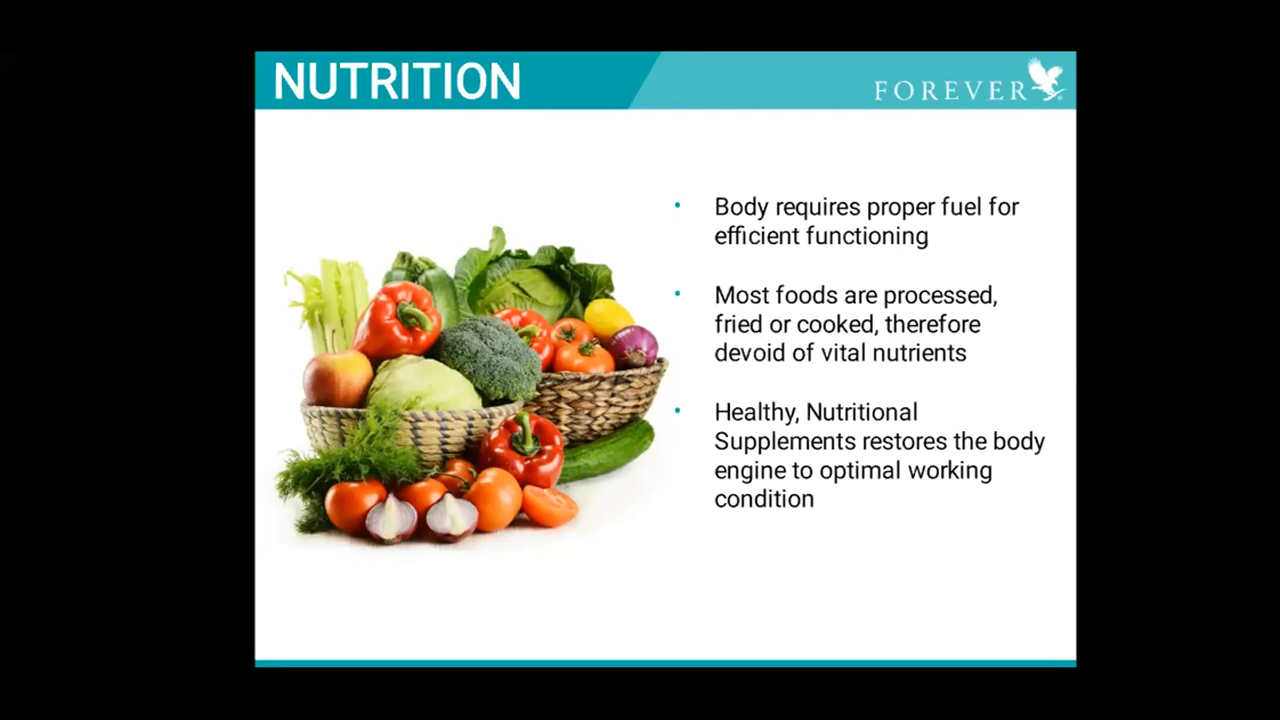 NUTRITION
FOREVER
• Body requires proper fuel for
efficient functioning
• Most foods are processed,
fried or cooked, therefore
devoid of vital nutrients
• Healthy, Nutritional
Supplements restores the body
engine to optimal working
condition